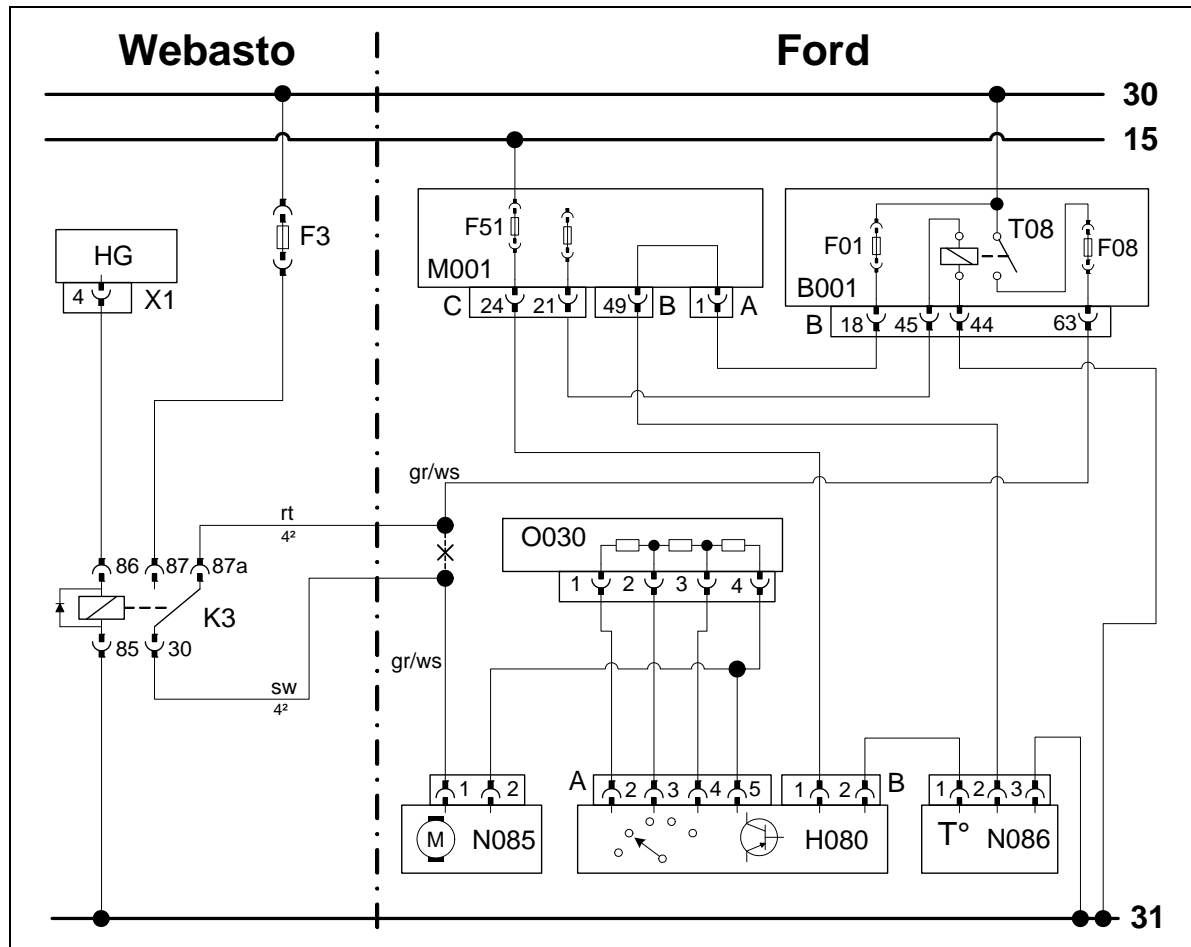 Webasto Ford
30
15
F3
HG
4 X1
F51
M001
C 24 21 49 B 1 A
T08
F01 F08
B001
B 18 45 44 63
gr/ws
rt
4²
O030
1 2 3 4
86 87 87a
K3
85 30
gr/ws
sw
4²
1 2
A 2 3 4 5
1 2 B
1 2 3
M N085
H080
T° N086
31